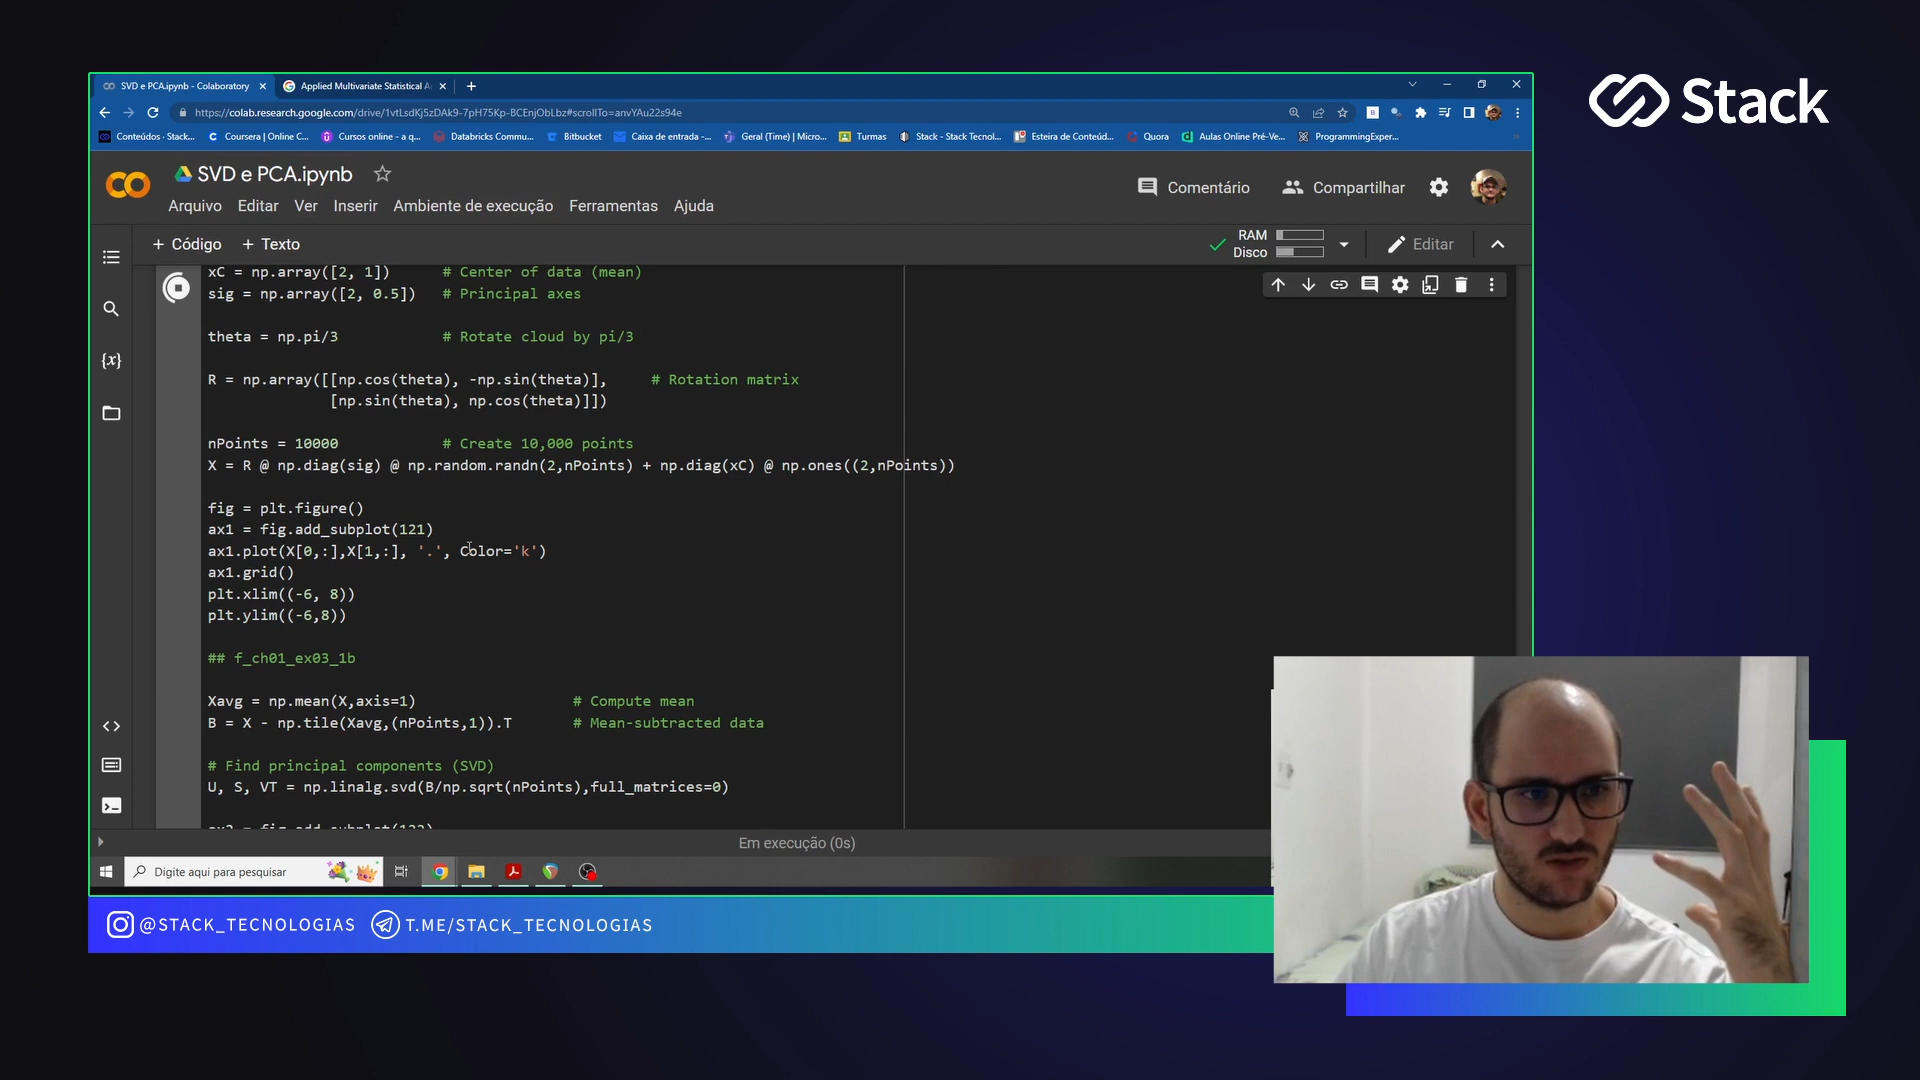 Stack
SVD e PCA.ipynb - Colaboratory
Applied Multivariate Statistical A
https://colab.research.google.com/drive/1vtLsdKj5zDAk9-7pH75Kp-BCEnjObLbz#scrollTo=anvYAu22s94e
Conteúdos - Stack...
Coursera | Online C...
Cursos online - a q...
Databricks Commu...
Bitbucket
Caixa de entrada -...
Geral (Time) | Micro...
Turmas
Stack - Stack Tecnol...
Esteira de Conteúd...
Quora
Aulas Online Pré-Ve...
ProgrammingExper...
SVD e PCA.ipynb
Comentário
Compartilhar
Arquivo Editar Ver Inserir Ambiente de execução Ferramentas Ajuda
+ Código + Texto
RAM
Disco
Editar
xC = np.array([2, 1]) # Center of data (mean)
sig = np.array([2, 0.5]) # Principal axes
theta = np.pi/3 # Rotate cloud by pi/3
R = np.array([[np.cos(theta), -np.sin(theta)], # Rotation matrix
[np.sin(theta), np.cos(theta)]])
nPoints = 10000 # Create 10,000 points
X = R @ np.diag(sig) @ np.random.randn(2,nPoints) + np.diag(xC) @ np.ones((2,nPoints))
fig = plt.figure()
ax1 = fig.add_subplot(121)
ax1.plot(X[0,:],X[1,:], '.', Color='k')
ax1.grid()
plt.xlim((-6, 8))
plt.ylim((-6,8))
## f_ch01_ex03_1b
Xavg = np.mean(X,axis=1) # Compute mean
B = X - np.tile(Xavg,(nPoints,1)).T # Mean-subtracted data
# Find principal components (SVD)
U, S, VT = np.linalg.svd(B/np.sqrt(nPoints),full_matrices=0)
Em execução (0s)
Digite aqui para pesquisar
@STACK_TECNOLOGIAS
T.ME/STACK_TECNOLOGIAS